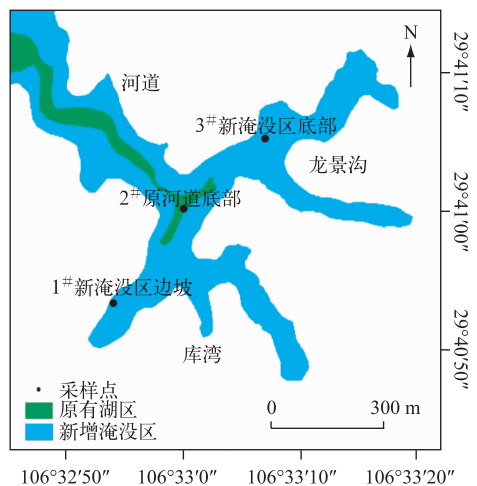 N
河道
3#新淹没区底部
龙景沟
2#原河道底部
1#新淹没区边坡
库湾
采样点
原有湖区
新增淹没区
0 300 m
29°41′10″
29°41′00″
29°40′50″
106°32′50″ 106°33′0″ 106°33′10″ 106°33′20″